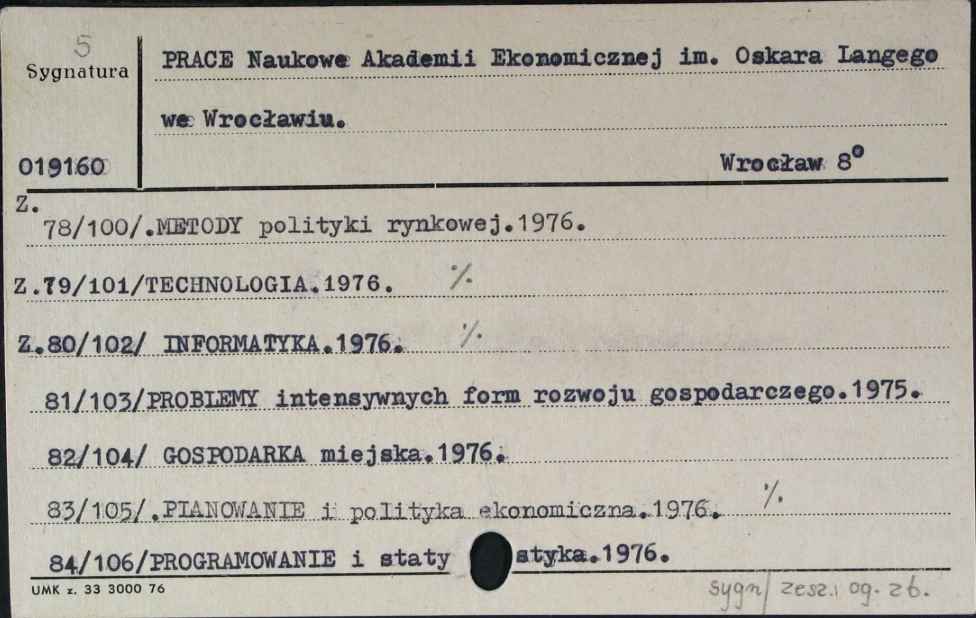 5
Sygnatura
PRACE Naukowe Akademii Ekonomicznej im. Oskara Langego
we Wrocławiu.
019160
Wrocław 8°
Z.
78/100/.METODY polityki rynkowej.1976.
Z.79/101/TECHNOLOGIA.1976. ·/.
Z.80/102/ INFORMATYKA.1976. ·/.
81/103/PROBLEMY intensywnych form rozwoju gospodarczego.1975.
82/104/ GOSPODARKA miejska.1976.
83/105/.PIANOWANIE i polityka ekonomiczna.1976. ·/.
84/106/PROGRAMOWANIE i staty styka.1976.
UMK z. 33 3000 76
sygn/ zesz.i og. zb.